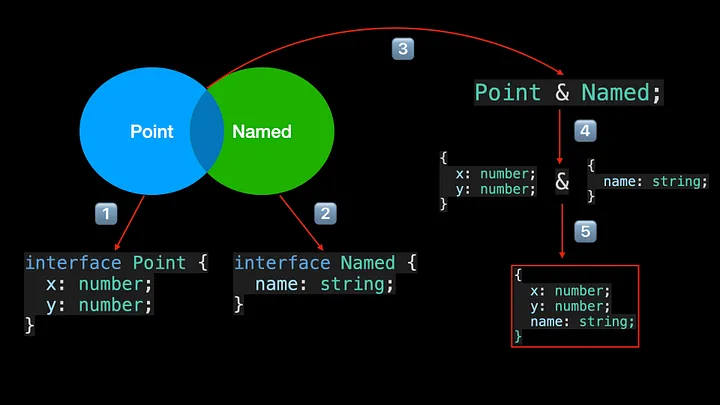 3
Point
Named
Point & Named;
4
{
  x: number;
  y: number;
}
&
{
  name: string;
}
1
2
5
interface Point {
  x: number;
  y: number;
}
interface Named {
  name: string;
}
{
  x: number;
  y: number;
  name: string;
}